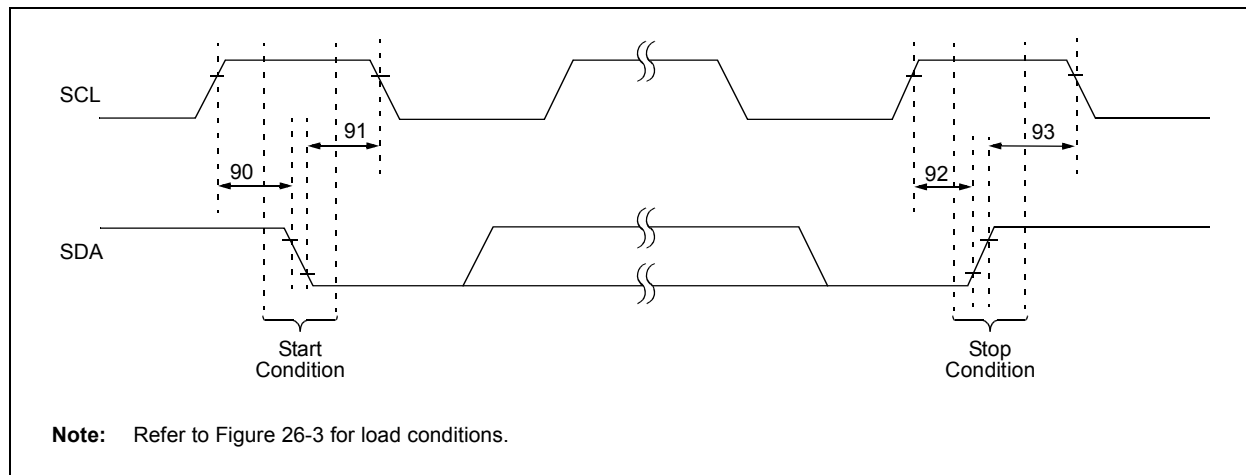 SCL
91
93
90
92
SDA
Start
Condition
Stop
Condition
Note: Refer to Figure 26-3 for load conditions.